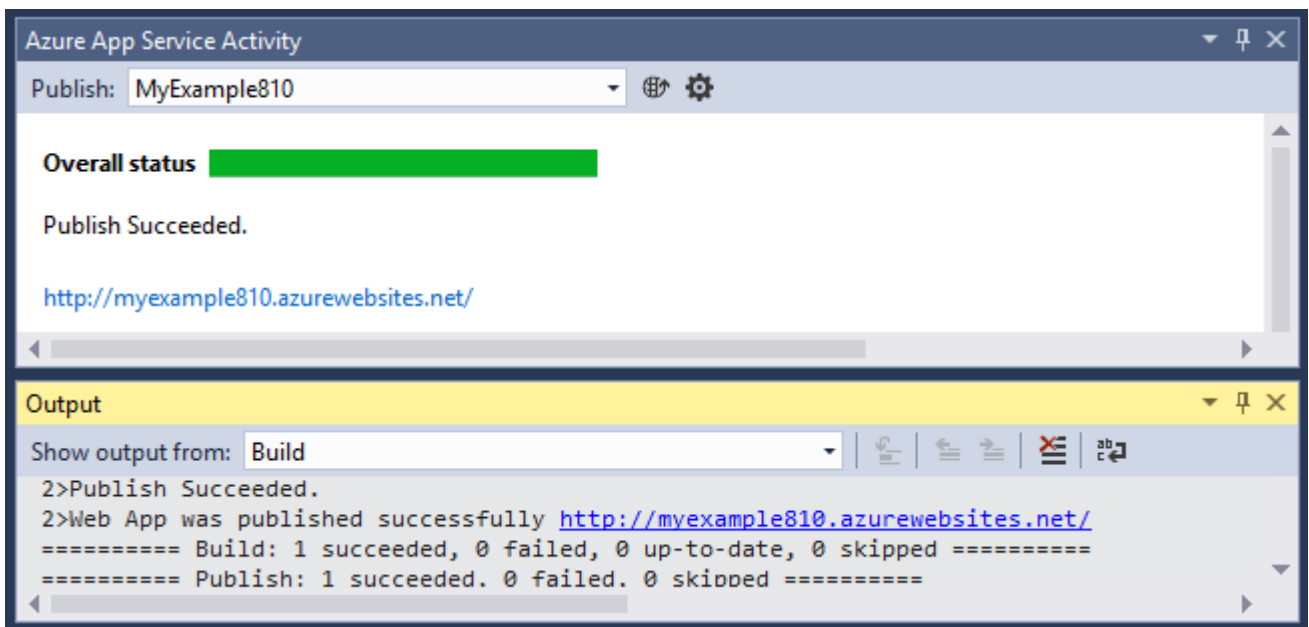 Azure App Service Activity
Publish: MyExample810
Overall status
Publish Succeeded.
http://myexample810.azurewebsites.net/
Output
Show output from: Build
2>Publish Succeeded.
2>Web App was published successfully http://myexample810.azurewebsites.net/
========== Build: 1 succeeded, 0 failed, 0 up-to-date, 0 skipped ==========
========== Publish: 1 succeeded, 0 failed, 0 skipped ==========